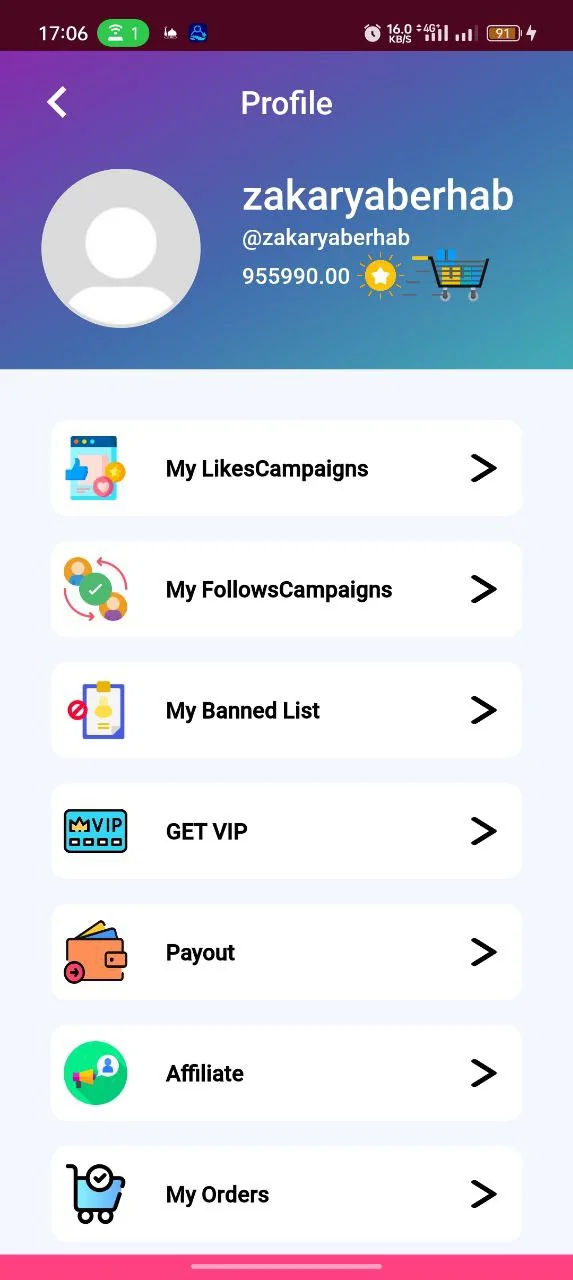 17:06 1 16.0 KB/S 4G+ 91
Profile
zakaryaberhab
@zakaryaberhab
955990.00
My LikesCampaigns
My FollowsCampaigns
My Banned List
VIP GET VIP
Payout
Affiliate
My Orders